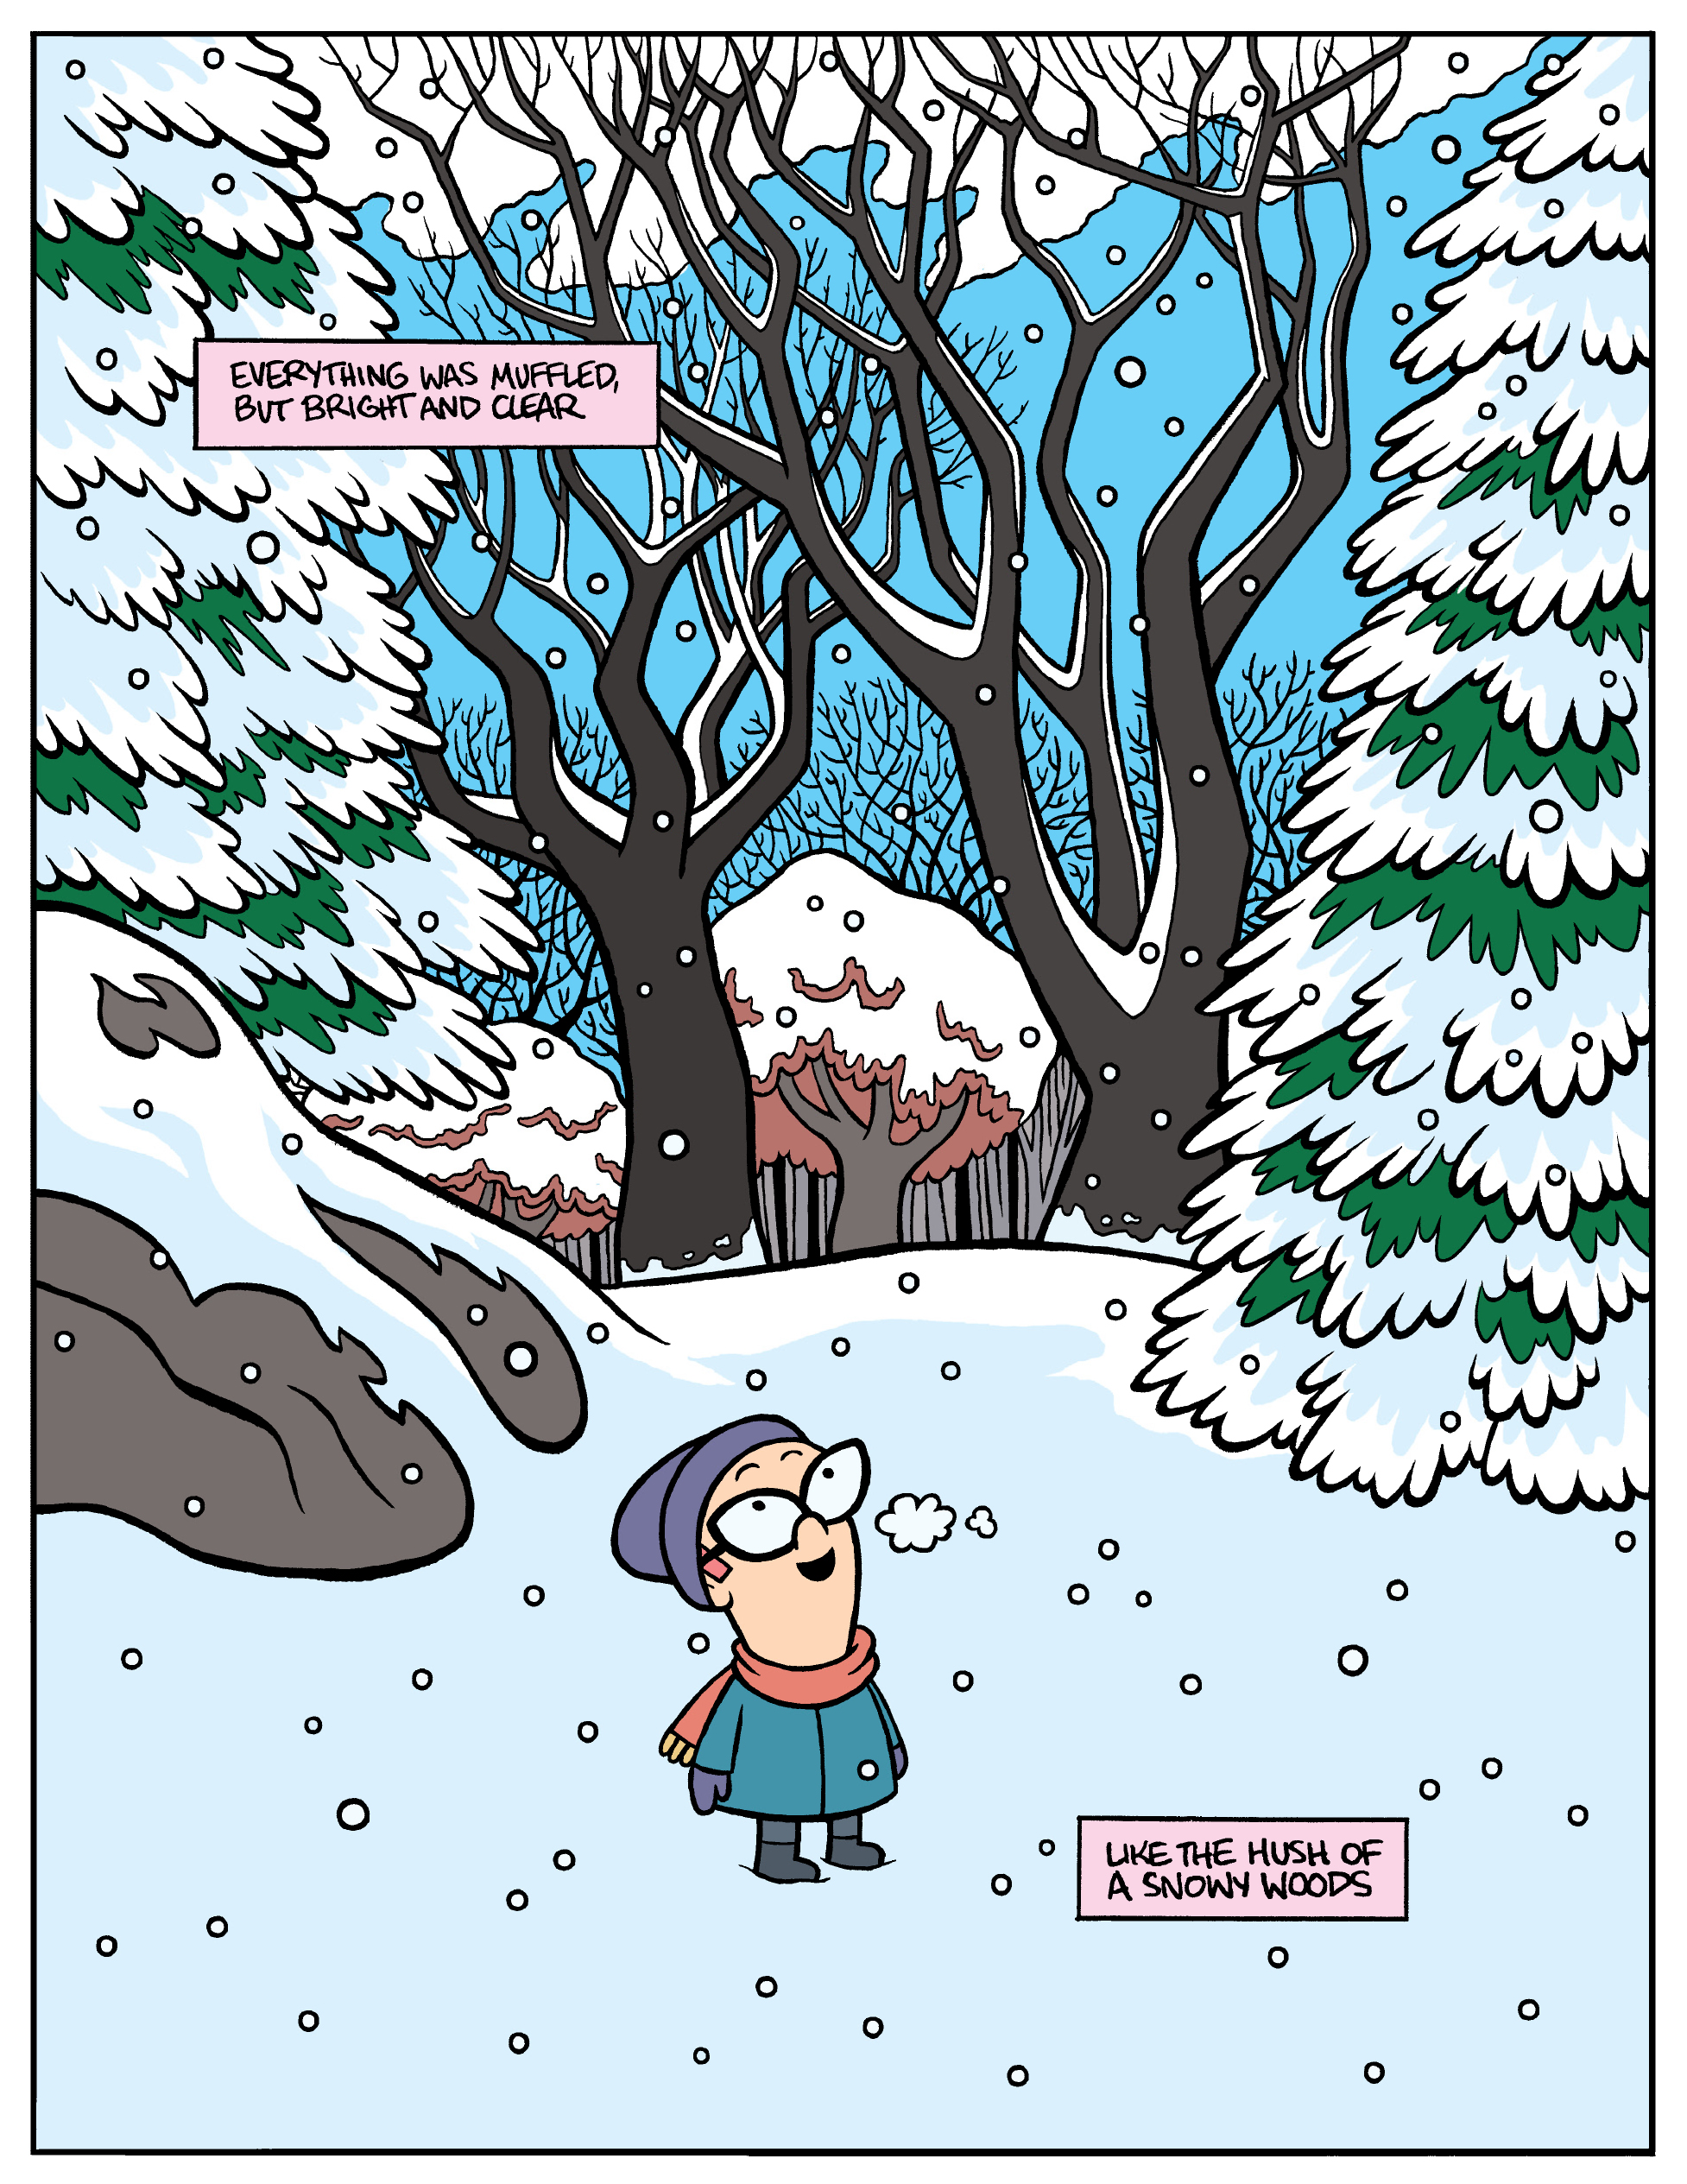 EVERYTHING WAS MUFFLED,
BUT BRIGHT AND CLEAR
LIKE THE HUSH OF
A SNOWY WOODS